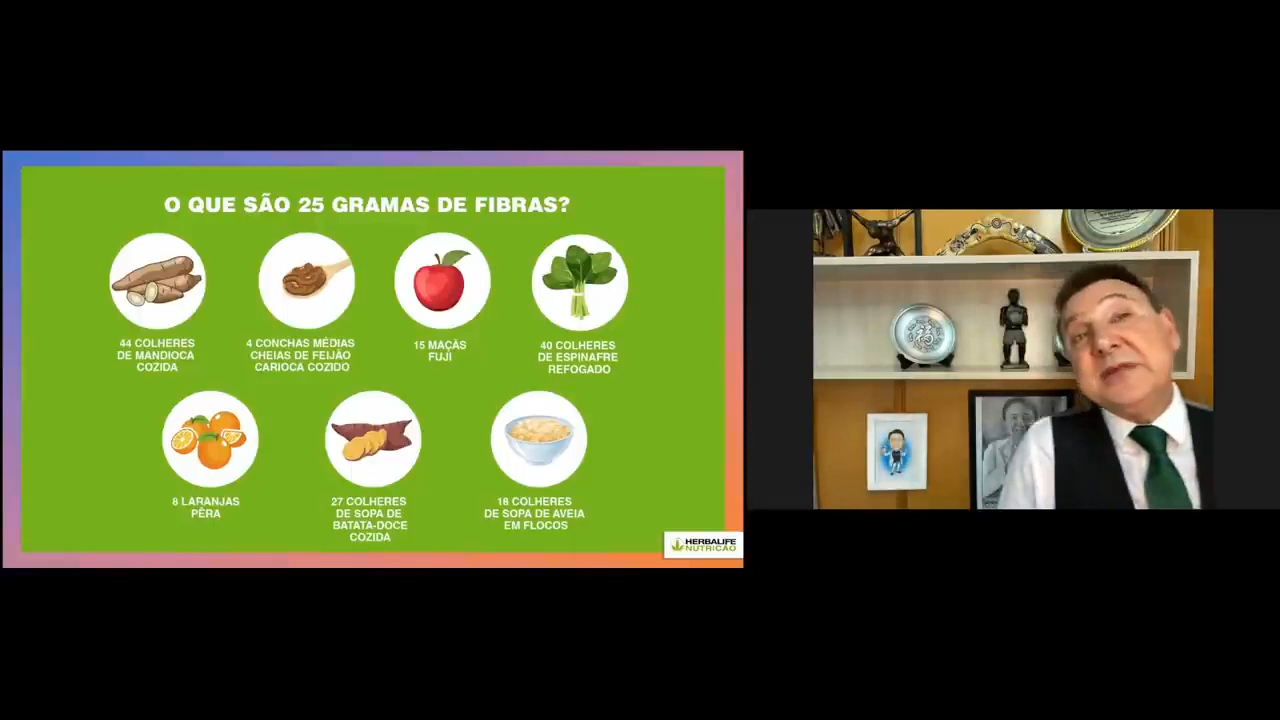 O QUE SÃO 25 GRAMAS DE FIBRAS?
44 COLHERES
DE MANDIOCA
COZIDA
4 CONCHAS MÉDIAS
CHEIAS DE FEIJÃO
CARIOCA COZIDO
15 MAÇÃS
FUJI
40 COLHERES
DE ESPINAFRE
REFOGADO
8 LARANJAS
PÊRA
27 COLHERES
DE SOPA DE
BATATA-DOCE
COZIDA
18 COLHERES
DE SOPA DE AVEIA
EM FLOCOS
HERBALIFE
NUTRIÇÃO
福